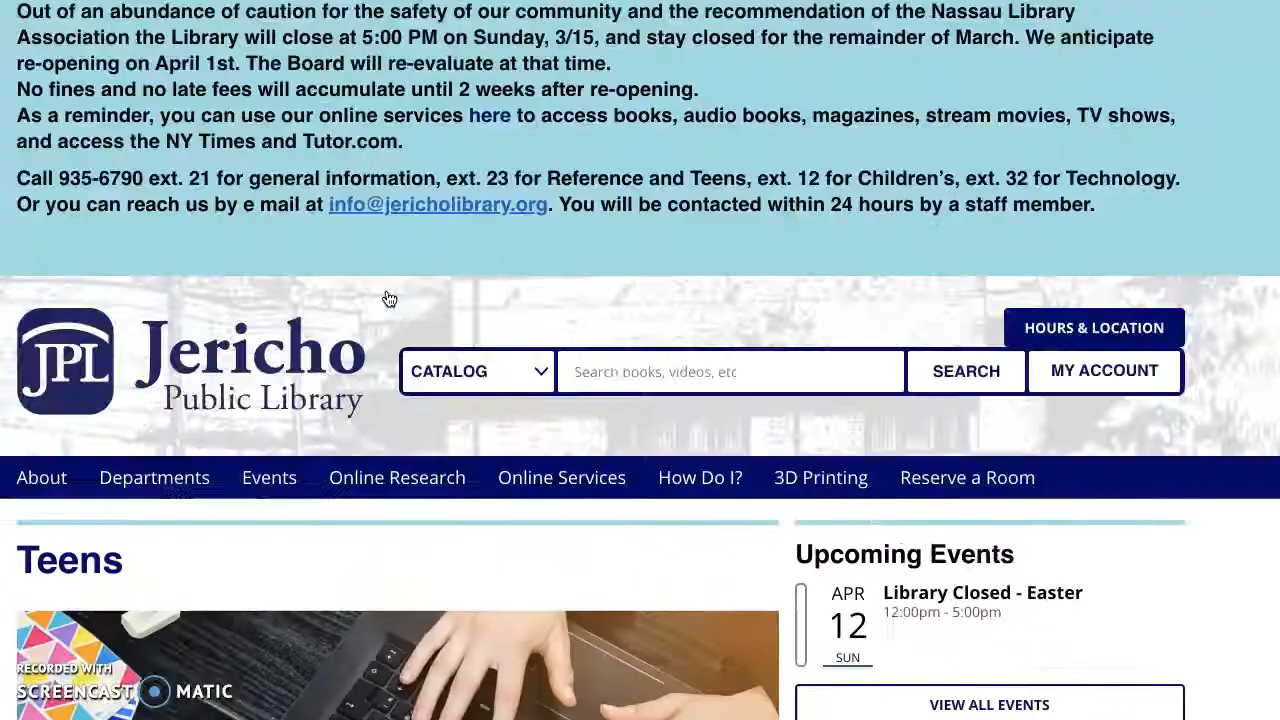 Out of an abundance of caution for the safety of our community and the recommendation of the Nassau Library
Association the Library will close at 5:00 PM on Sunday, 3/15, and stay closed for the remainder of March. We anticipate
re-opening on April 1st. The Board will re-evaluate at that time.
No fines and no late fees will accumulate until 2 weeks after re-opening.
As a reminder, you can use our online services here to access books, audio books, magazines, stream movies, TV shows,
and access the NY Times and Tutor.com.
Call 935-6790 ext. 21 for general information, ext. 23 for Reference and Teens, ext. 12 for Children’s, ext. 32 for Technology.
Or you can reach us by e mail at info@jericholibrary.org. You will be contacted within 24 hours by a staff member.
HOURS & LOCATION
JPL Jericho
Public Library
CATALOG Search books, videos, etc SEARCH MY ACCOUNT
About Departments Events Online Research Online Services How Do I? 3D Printing Reserve a Room
Teens
Upcoming Events
APR
12
SUN
Library Closed - Easter
12:00pm - 5:00pm
VIEW ALL EVENTS
RECORDED WITH
SCREENCAST MATIC